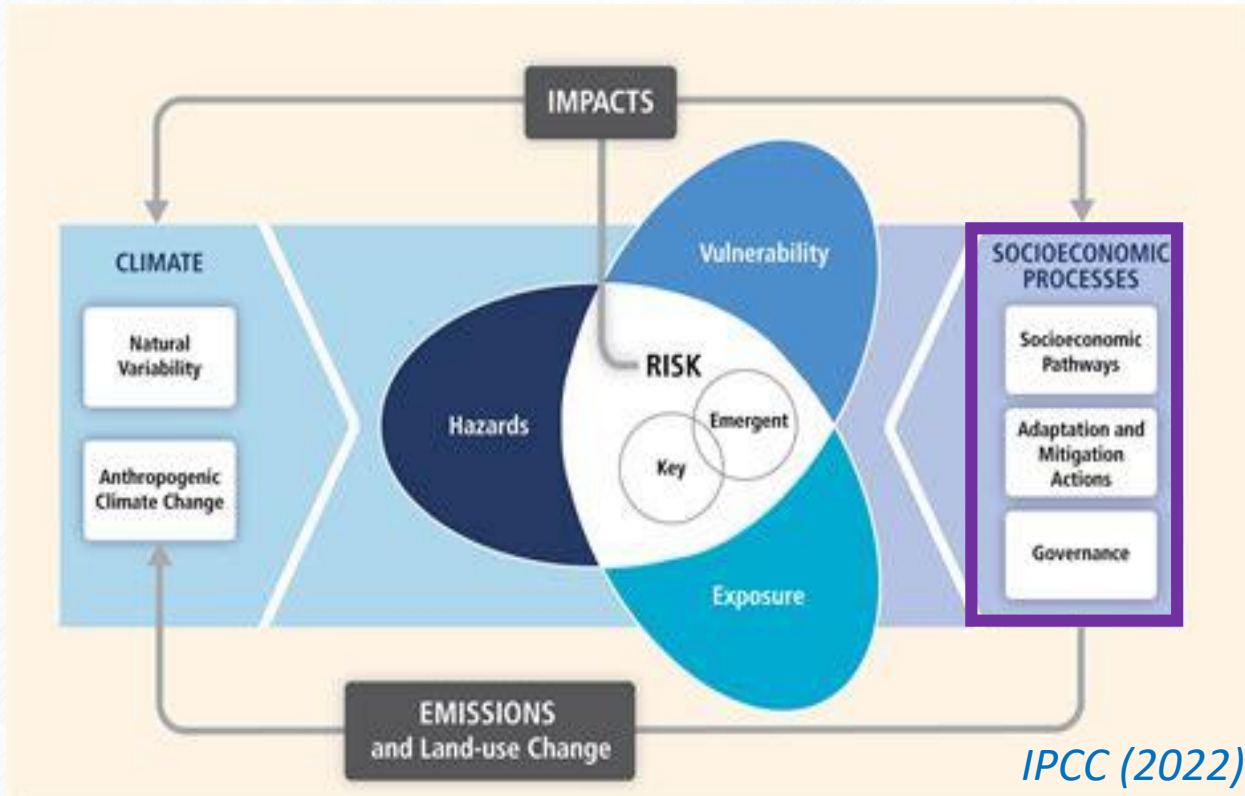 IMPACTS
CLIMATE
Natural
Variability
Anthropogenic
Climate Change
Hazards
Vulnerability
RISK
Emergent
Key
Exposure
SOCIOECONOMIC
PROCESSES
Socioeconomic
Pathways
Adaptation and
Mitigation
Actions
Governance
EMISSIONS
and Land-use Change
IPCC (2022)